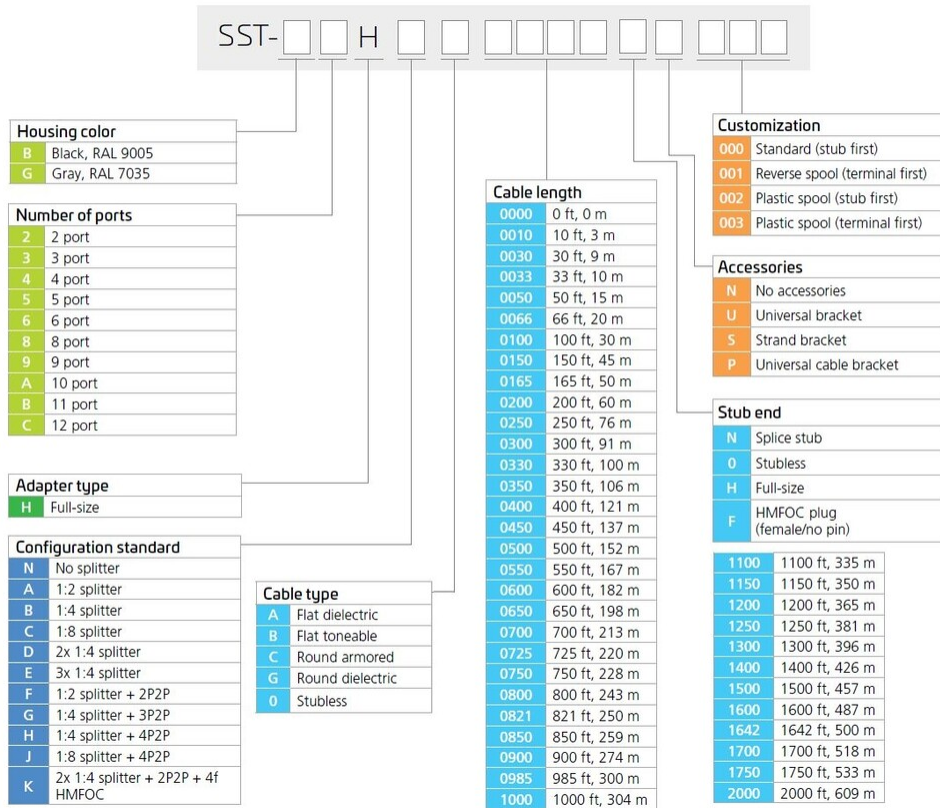 SST- H
Housing color
B Black, RAL 9005
G Gray, RAL 7035
Number of ports
2 2 port
3 3 port
4 4 port
5 5 port
6 6 port
8 8 port
9 9 port
A 10 port
B 11 port
C 12 port
Adapter type
H Full-size
Configuration standard
N No splitter
A 1:2 splitter
B 1:4 splitter
C 1:8 splitter
D 2x 1:4 splitter
E 3x 1:4 splitter
F 1:2 splitter + 2P2P
G 1:4 splitter + 3P2P
H 1:4 splitter + 4P2P
J 1:8 splitter + 4P2P
K 2x 1:4 splitter + 2P2P + 4f
HMFOC
Cable type
A Flat dielectric
B Flat toneable
C Round armored
G Round dielectric
0 Stubless
Cable length
0000 0 ft, 0 m
0010 10 ft, 3 m
0030 30 ft, 9 m
0033 33 ft, 10 m
0050 50 ft, 15 m
0066 66 ft, 20 m
0100 100 ft, 30 m
0150 150 ft, 45 m
0165 165 ft, 50 m
0200 200 ft, 60 m
0250 250 ft, 76 m
0300 300 ft, 91 m
0330 330 ft, 100 m
0350 350 ft, 106 m
0400 400 ft, 121 m
0450 450 ft, 137 m
0500 500 ft, 152 m
0550 550 ft, 167 m
0600 600 ft, 182 m
0650 650 ft, 198 m
0700 700 ft, 213 m
0725 725 ft, 220 m
0750 750 ft, 228 m
0800 800 ft, 243 m
0821 821 ft, 250 m
0850 850 ft, 259 m
0900 900 ft, 274 m
0985 985 ft, 300 m
1000 1000 ft, 304 m
1100 1100 ft, 335 m
1150 1150 ft, 350 m
1200 1200 ft, 365 m
1250 1250 ft, 381 m
1300 1300 ft, 396 m
1400 1400 ft, 426 m
1500 1500 ft, 457 m
1600 1600 ft, 487 m
1642 1642 ft, 500 m
1700 1700 ft, 518 m
1750 1750 ft, 533 m
2000 2000 ft, 609 m
Stub end
N Splice stub
0 Stubless
H Full-size
F HMFOC plug
(female/no pin)
Accessories
N No accessories
U Universal bracket
S Strand bracket
P Universal cable bracket
Customization
000 Standard (stub first)
001 Reverse spool (terminal first)
002 Plastic spool (stub first)
003 Plastic spool (terminal first)